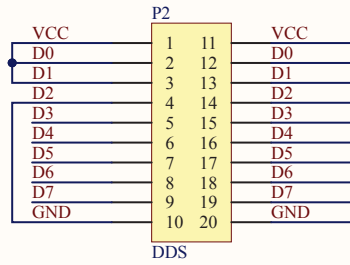 P2
VCC 1 11 VCC
D0 2 12 D0
D1 3 13 D1
D2 4 14 D2
D3 5 15 D3
D4 6 16 D4
D5 7 17 D5
D6 8 18 D6
D7 9 19 D7
GND 10 20 GND
DDS